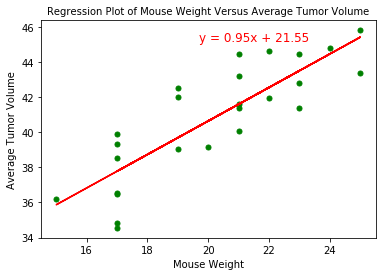 Regression Plot of Mouse Weight Versus Average Tumor Volume
y = 0.95x + 21.55
46
44
42
40
38
36
34
Average Tumor Volume
16 18 20 22 24
Mouse Weight